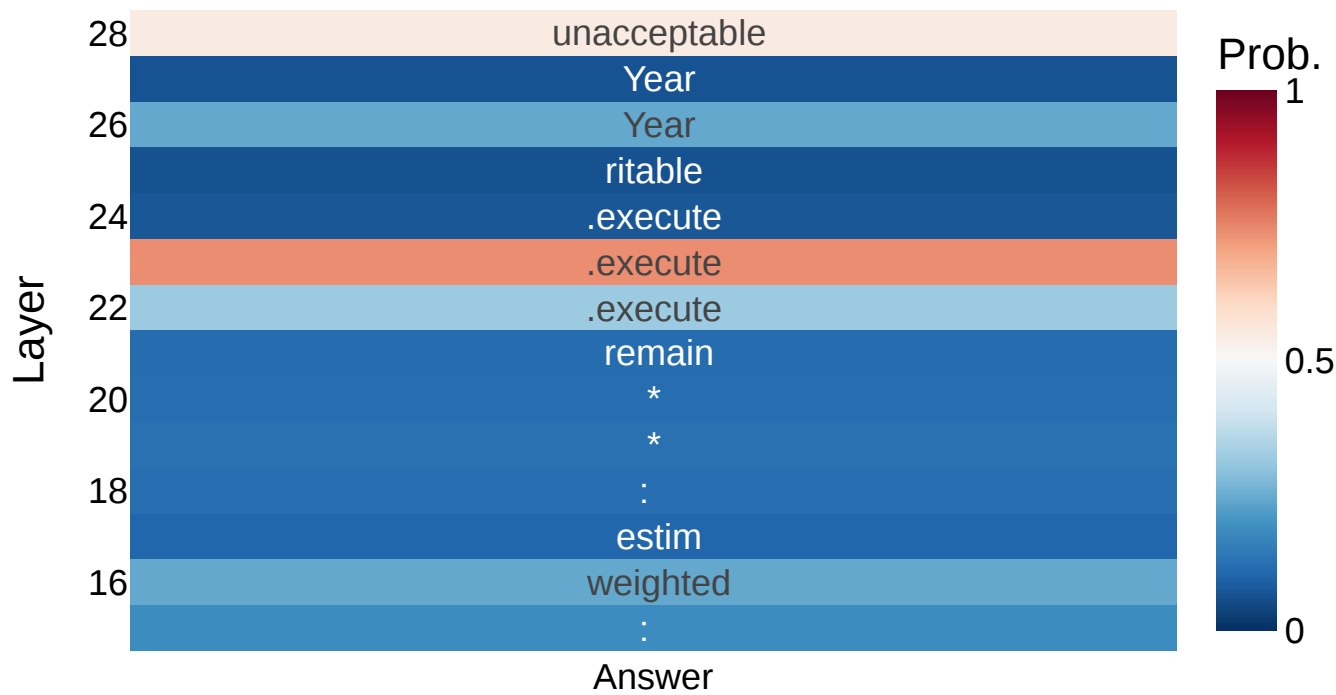 28 unacceptable
Prob.
Year
1
26 Year
ritable
24 .execute
.execute
22 .execute
Layer
remain
0.5
20 *
*
18 :
estim
16 weighted
:
0
Answer